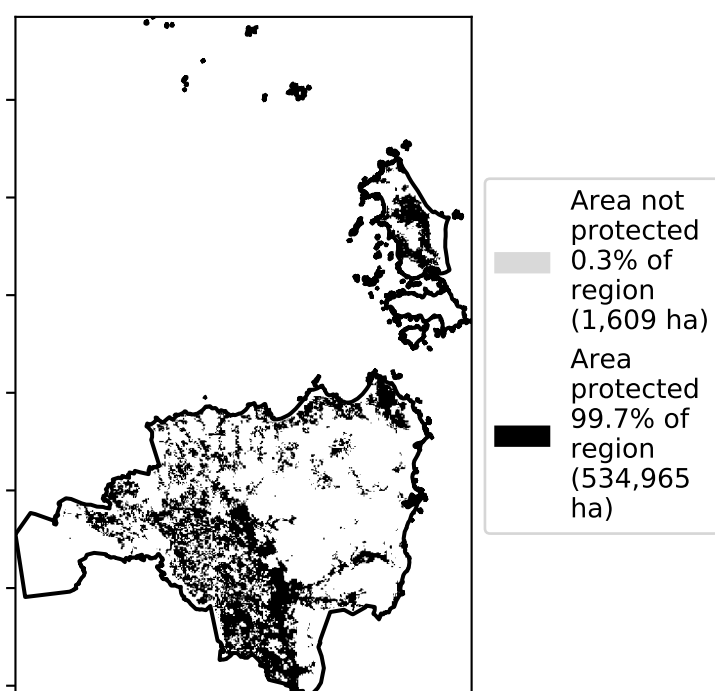 Area not
protected
0.3% of
region
(1,609 ha)
Area
protected
99.7% of
region
(534,965
ha)